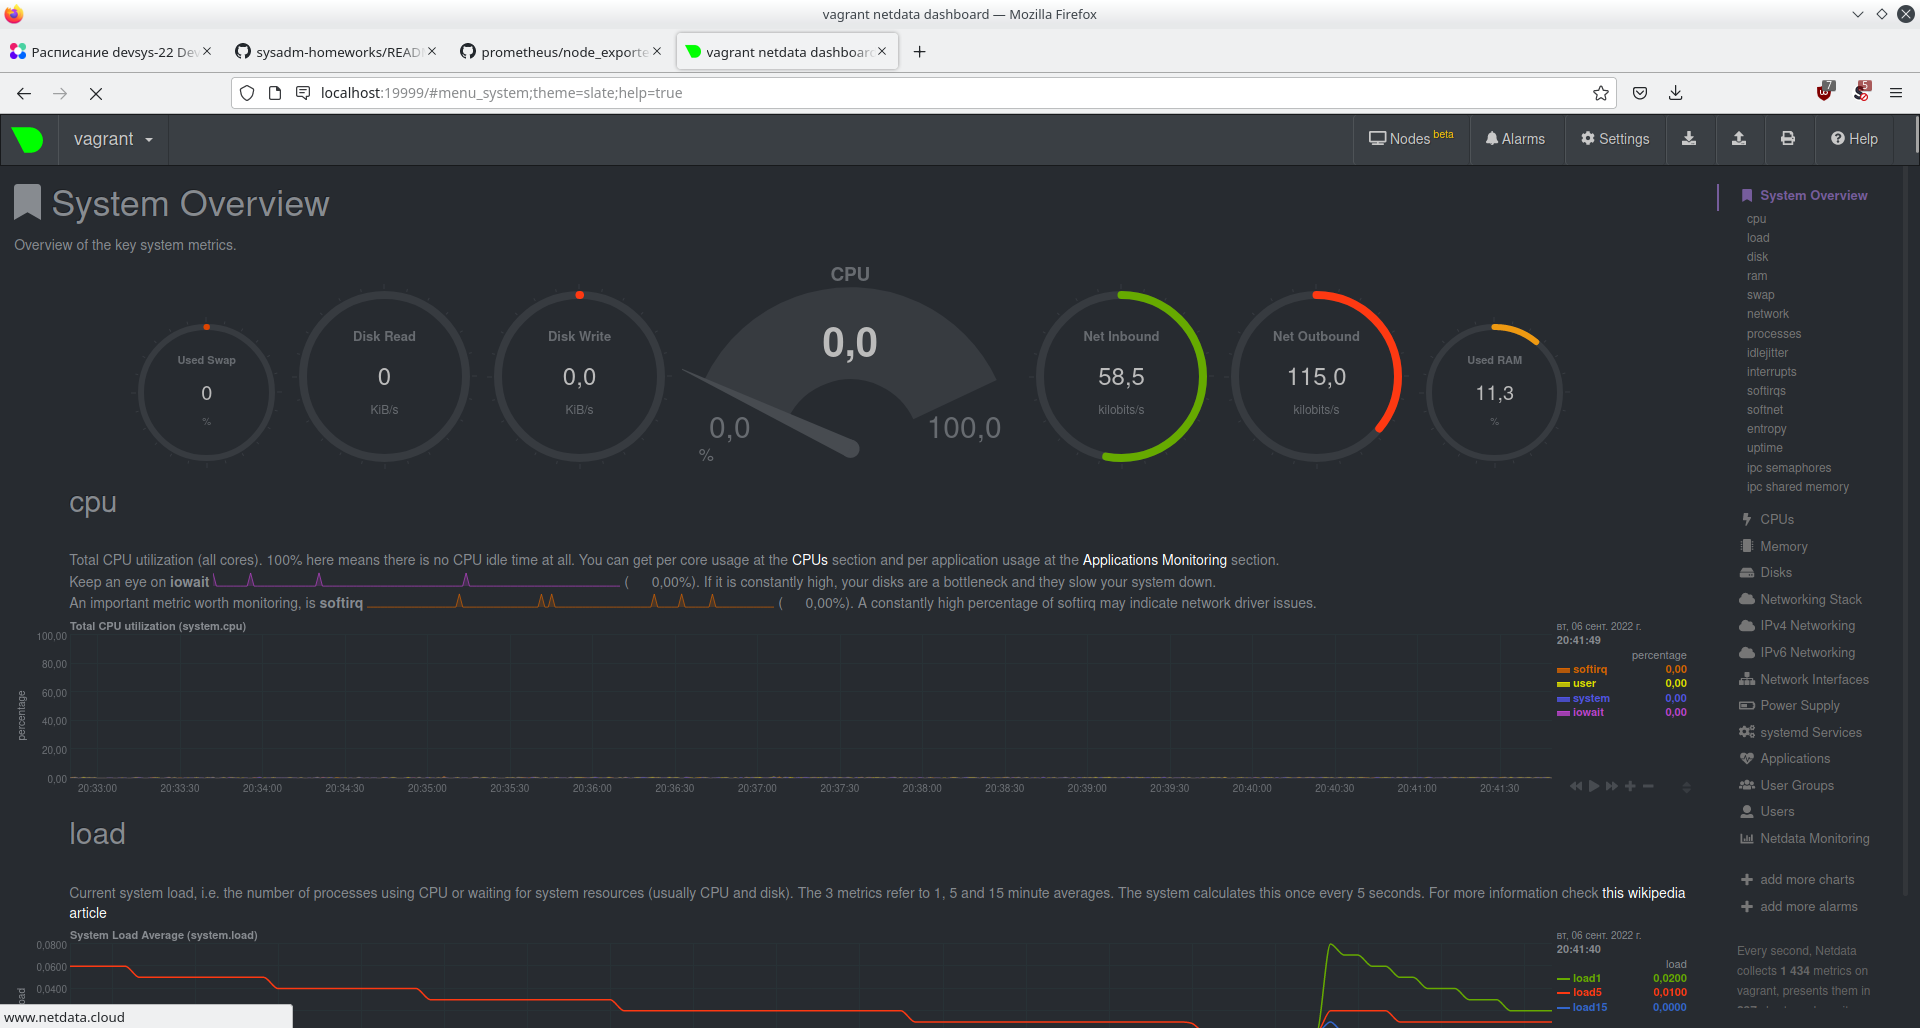 vagrant netdata dashboard — Mozilla Firefox
Расписание devsys-22 De
sysadm-homeworks/READ
prometheus/node_exporte
vagrant netdata dashboar
localhost:19999/#menu_system;theme=slate;help=true
7
5
vagrant
Nodes beta
Alarms
Settings
Help
System Overview
Overview of the key system metrics.
Used Swap
0
%
Disk Read
0
KiB/s
Disk Write
0,0
KiB/s
CPU
0,0
0,0
100,0
%
Net Inbound
58,5
kilobits/s
Net Outbound
115,0
kilobits/s
Used RAM
11,3
%
cpu
Total CPU utilization (all cores). 100% here means there is no CPU idle time at all. You can get per core usage at the CPUs section and per application usage at the Applications Monitoring section.
Keep an eye on iowait ( 0,00%). If it is constantly high, your disks are a bottleneck and they slow your system down.
An important metric worth monitoring, is softirq ( 0,00%). A constantly high percentage of softirq may indicate network driver issues.
Total CPU utilization (system.cpu)
percentage
100,00
80,00
60,00
40,00
20,00
0,00
20:33:00 20:33:30 20:34:00 20:34:30 20:35:00 20:35:30 20:36:00 20:36:30 20:37:00 20:37:30 20:38:00 20:38:30 20:39:00 20:39:30 20:40:00 20:40:30 20:41:00 20:41:30
вт, 06 сент. 2022 г.
20:41:49
percentage
softirq 0,00
user 0,00
system 0,00
iowait 0,00
load
Current system load, i.e. the number of processes using CPU or waiting for system resources (usually CPU and disk). The 3 metrics refer to 1, 5 and 15 minute averages. The system calculates this once every 5 seconds. For more information check this wikipedia
article
System Load Average (system.load)
load
0,0800
0,0600
0,0400
вт, 06 сент. 2022 г.
20:41:40
load
load1 0,0200
load5 0,0100
load15 0,0000
System Overview
cpu
load
disk
ram
swap
network
processes
idlejitter
interrupts
softirqs
softnet
entropy
uptime
ipc semaphores
ipc shared memory
CPUs
Memory
Disks
Networking Stack
IPv4 Networking
IPv6 Networking
Network Interfaces
Power Supply
systemd Services
Applications
User Groups
Users
Netdata Monitoring
add more charts
add more alarms
Every second, Netdata
collects 1 434 metrics on
vagrant, presents them in
www.netdata.cloud